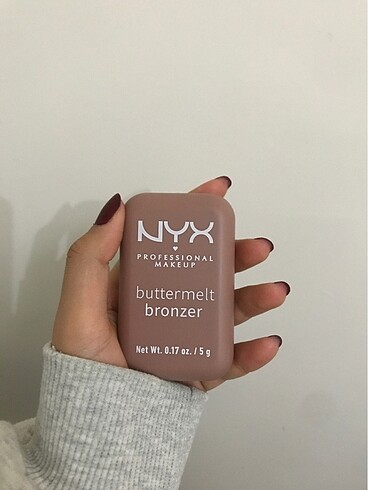 NYX
PROFESSIONAL
MAKEUP
buttermelt
bronzer
Net Wt. 0.17 oz. / 5 g